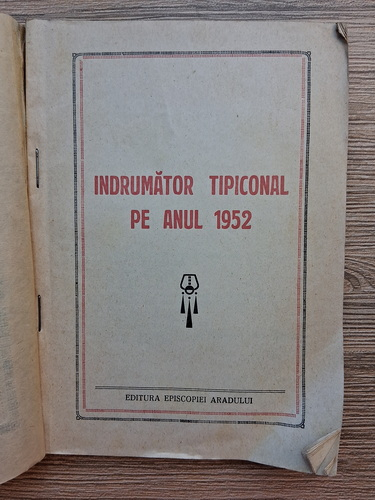 INDRUMĂTOR TIPICONAL
PE ANUL 1952
EDITURA EPISCOPIEI ARADULUI